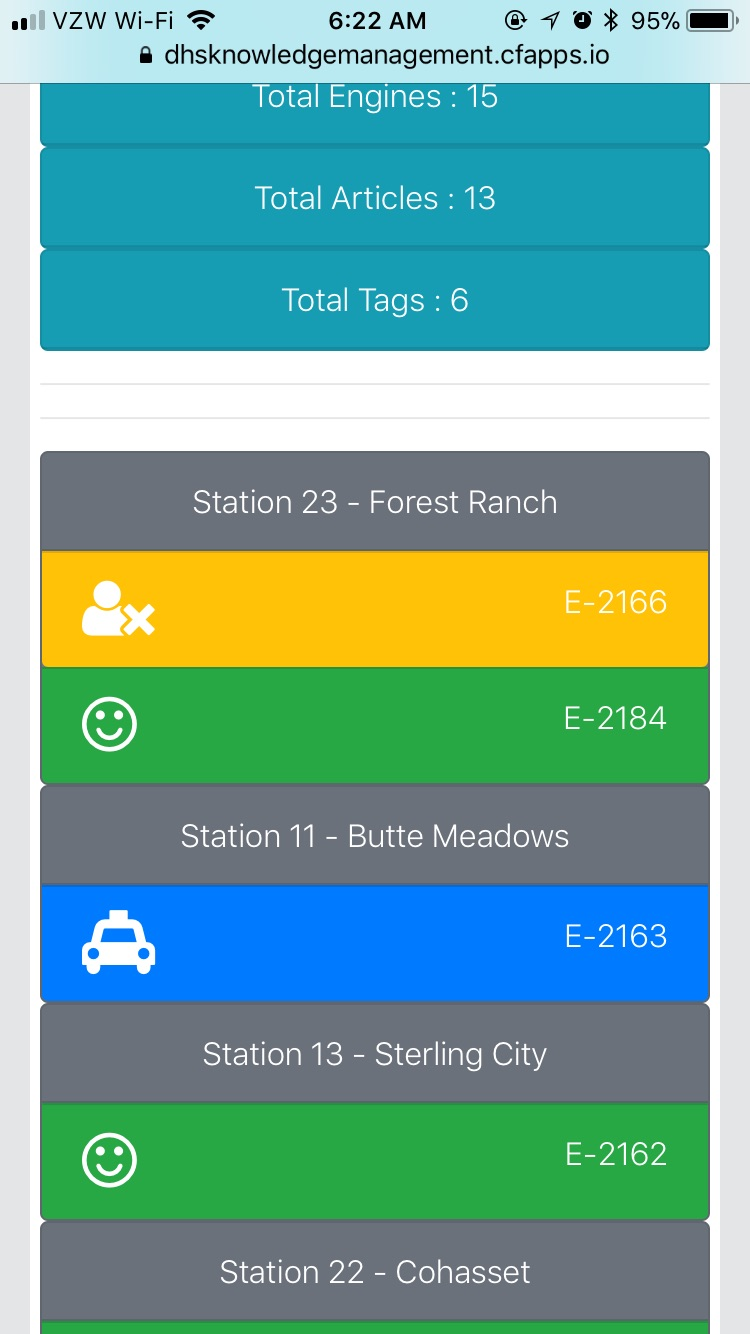 VZW Wi-Fi 6:22 AM 95%
dhsknowledgemanagement.cfapps.io
Total Engines : 15
Total Articles : 13
Total Tags : 6
Station 23 - Forest Ranch
E-2166
E-2184
Station 11 - Butte Meadows
E-2163
Station 13 - Sterling City
E-2162
Station 22 - Cohasset